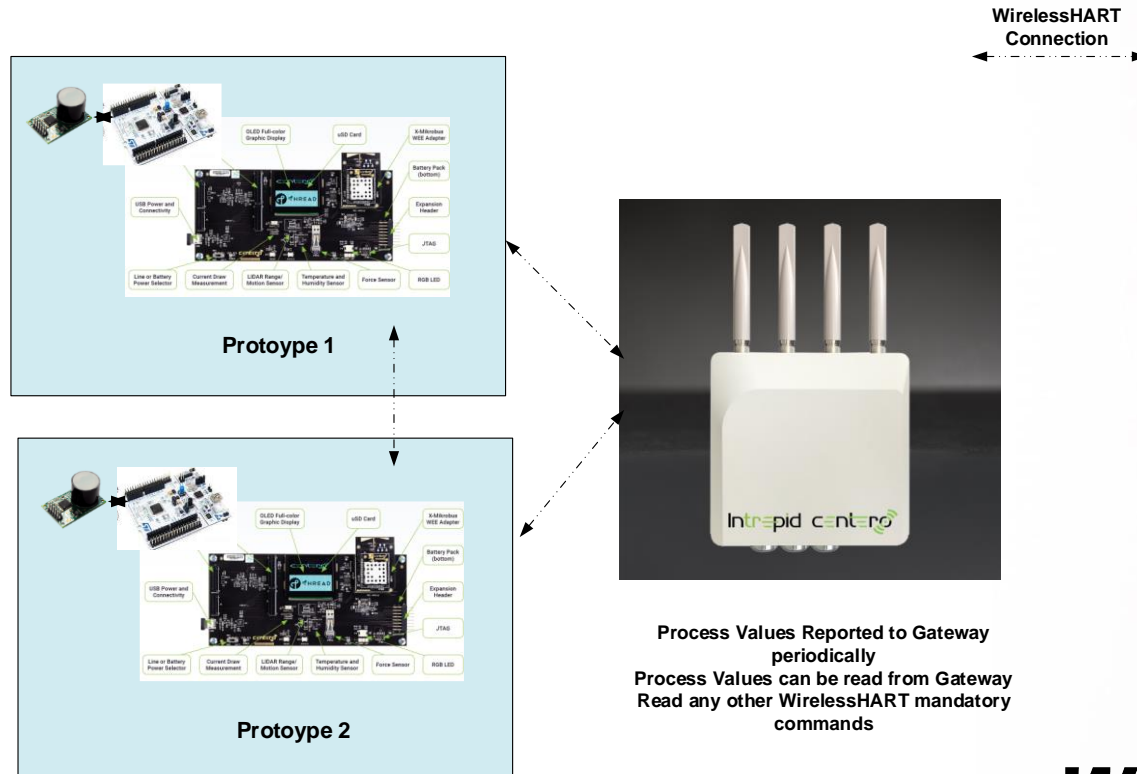 WirelessHART
Connection
OLED Full-color
Graphic Display
uSD Card
X-Mikrobus
WEE Adapter
Battery Pack
(bottom)
USB Power and
Connectivity
Expansion
Header
THREAD
JTAG
Line or Battery
Power Selector
Current Draw
Measurement
LiDAR Range/
Motion Sensor
Temperature and
Humidity Sensor
Force Sensor
RGB LED
Protoype 1
OLED Full-color
Graphic Display
uSD Card
X-Mikrobus
WEE Adapter
Battery Pack
(bottom)
USB Power and
Connectivity
Expansion
Header
THREAD
JTAG
Line or Battery
Power Selector
Current Draw
Measurement
LiDAR Range/
Motion Sensor
Temperature and
Humidity Sensor
Force Sensor
RGB LED
Protoype 2
Intrepid centero
Process Values Reported to Gateway
periodically
Process Values can be read from Gateway
Read any other WirelessHART mandatory
commands